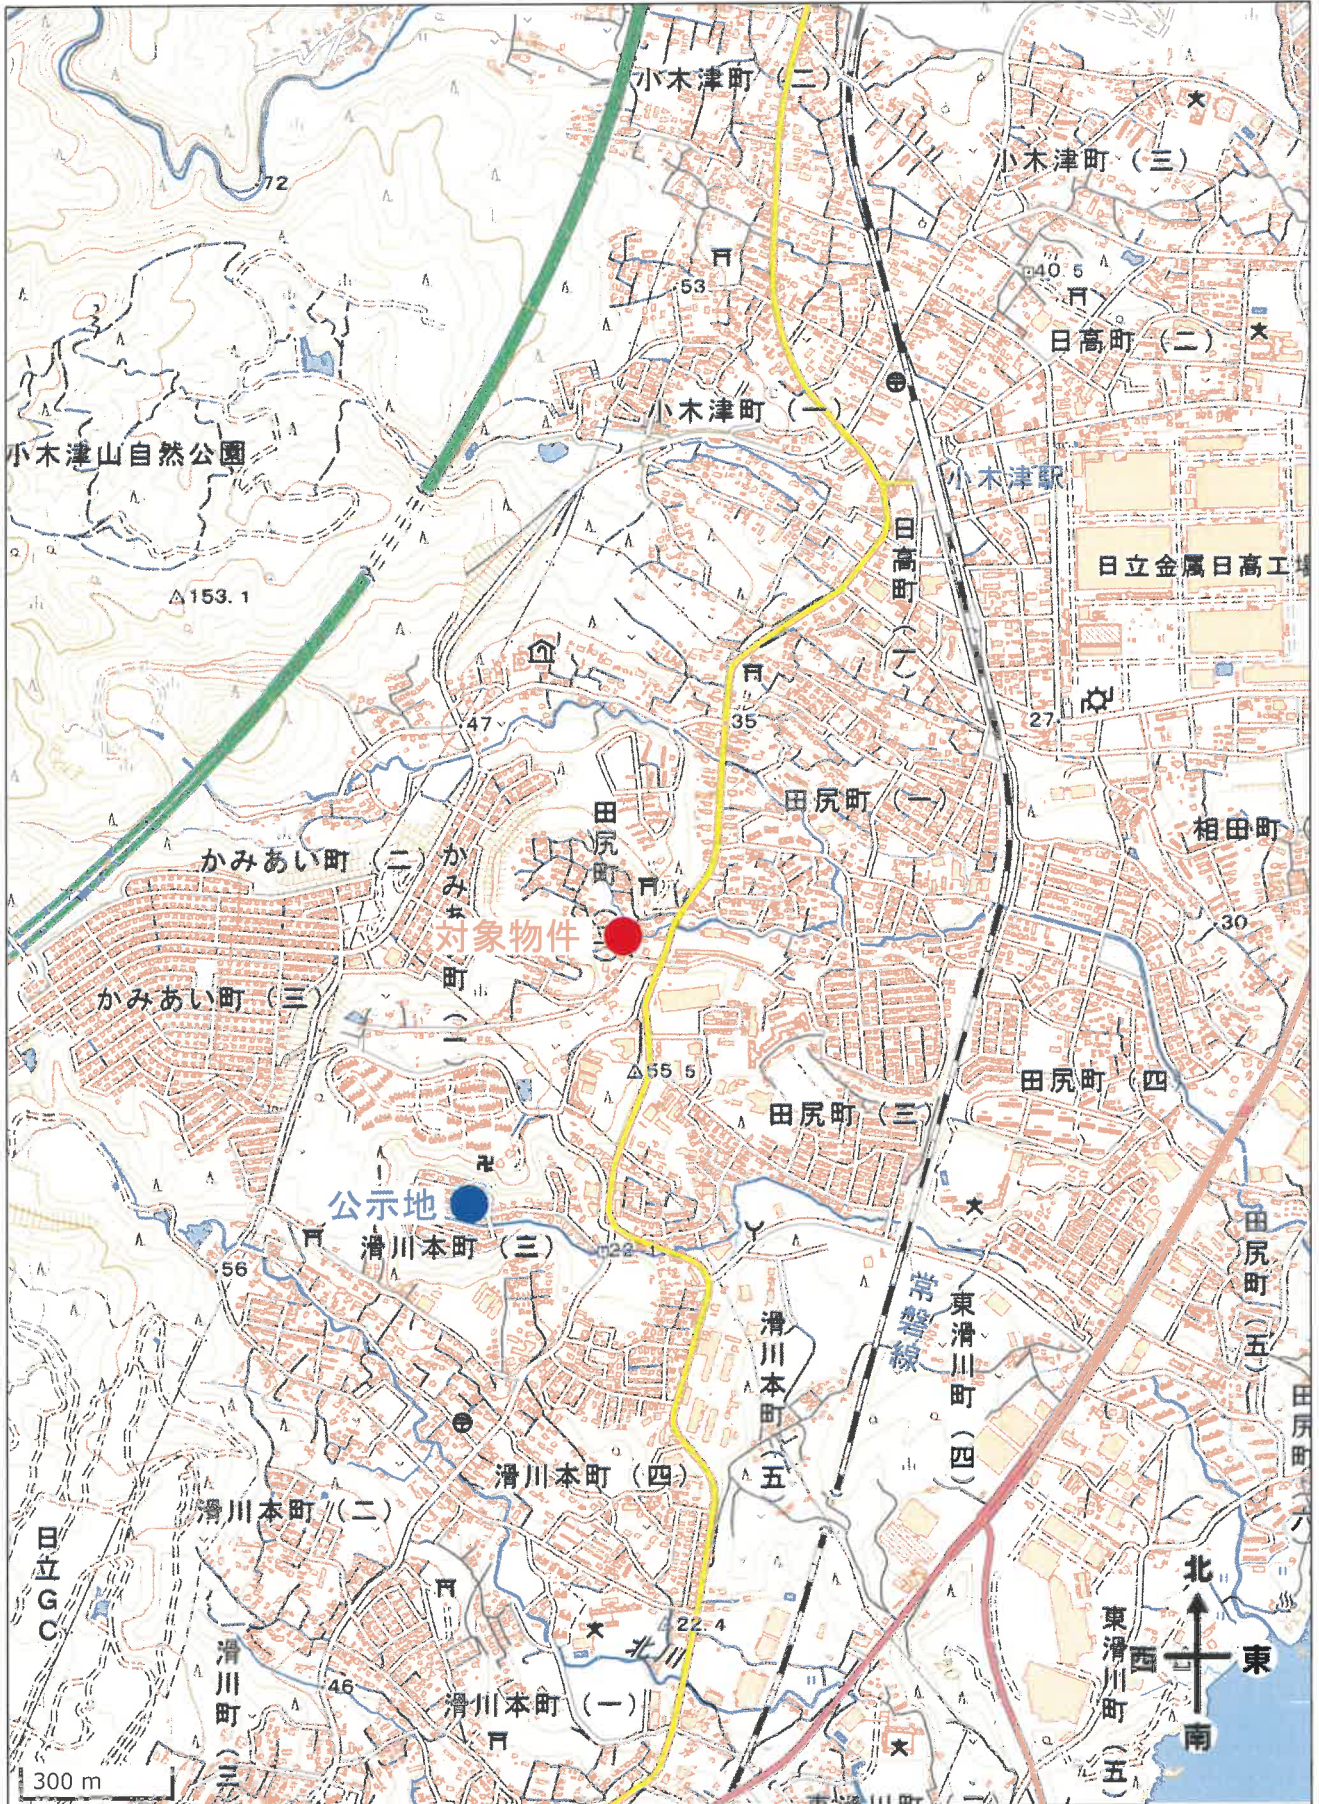 小木津町（二）
小木津町（三）
72
53
40.5
日高町（二）
小木津町（一）
小木津山自然公園
小木津駅
日高町（一）
日立金属日高工場
153.1
47
35
27
田尻町（一）
相田町（
かみあい町（二）
かみあい町（一）
田尻町（二）
対象物件
30
かみあい町（三）
55.5
田尻町（四）
田尻町（三）
公示地
滑川本町（三）
56
田尻町（五）
常磐線
東滑川町（四）
滑川本町（五）
田尻町（六）
滑川本町（四）
滑川本町（二）
日立GC
北
西
東
南
22.4
北川
東滑川町（五）
滑川町（三）
46
滑川本町（一）
300 m